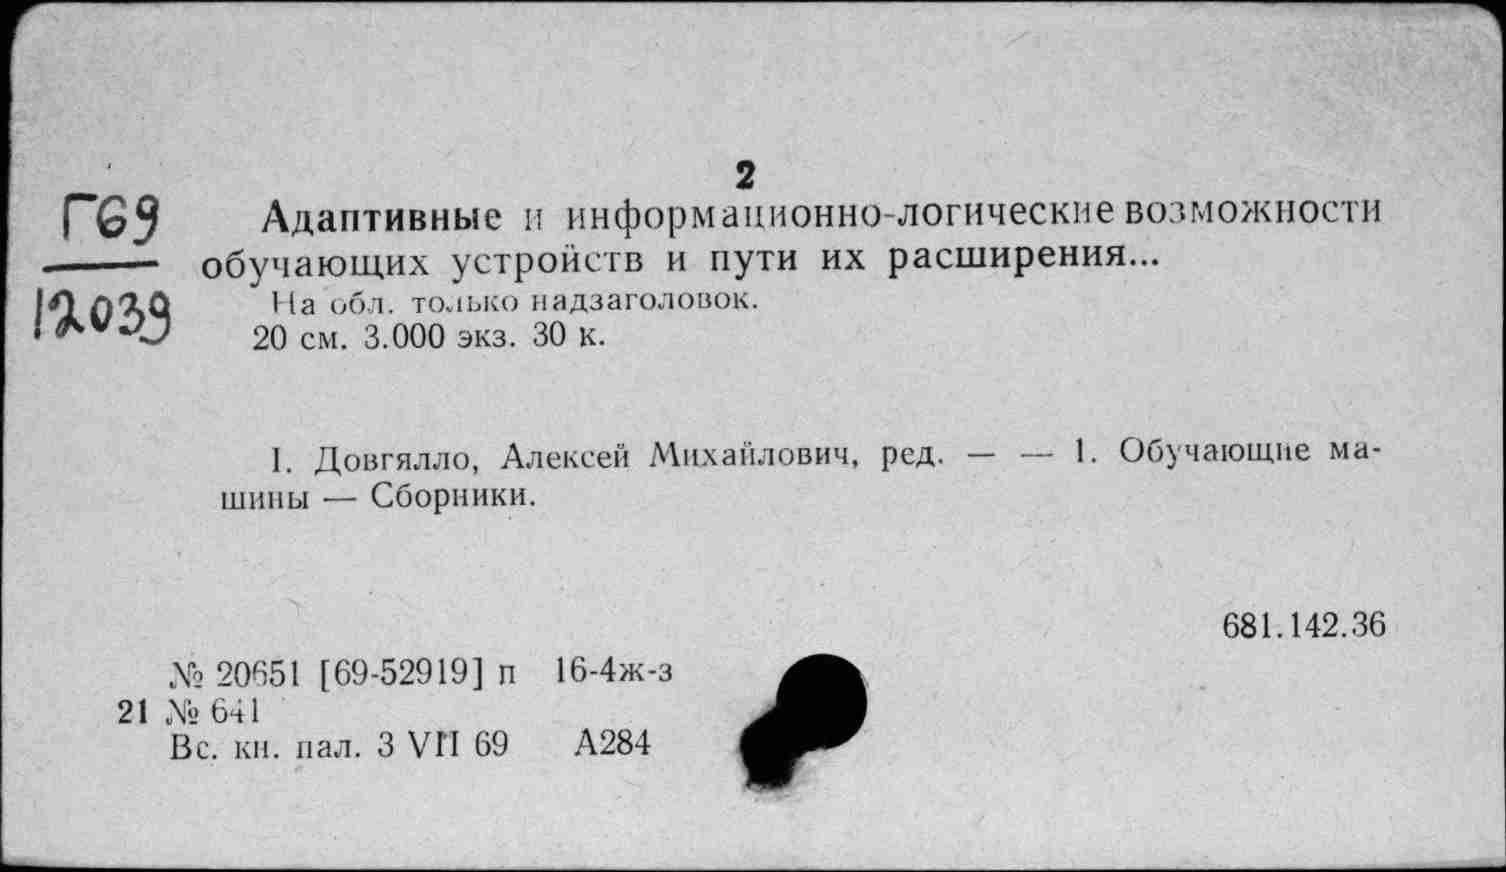 2
Г69
12039
Адаптивные и информационно-логические возможности
обучающих устройств и пути их расширения...
На обл. только надзаголовок.
20 см. 3.000 экз. 30 к.
I. Довгялло, Алексей Михайлович, ред. — — 1. Обучающие ма-
шины — Сборники.
681.142.36
№ 20651 [69-52919] п 16-4ж-з
21 № 641
Вс. кн. пал. 3 VII 69 А284